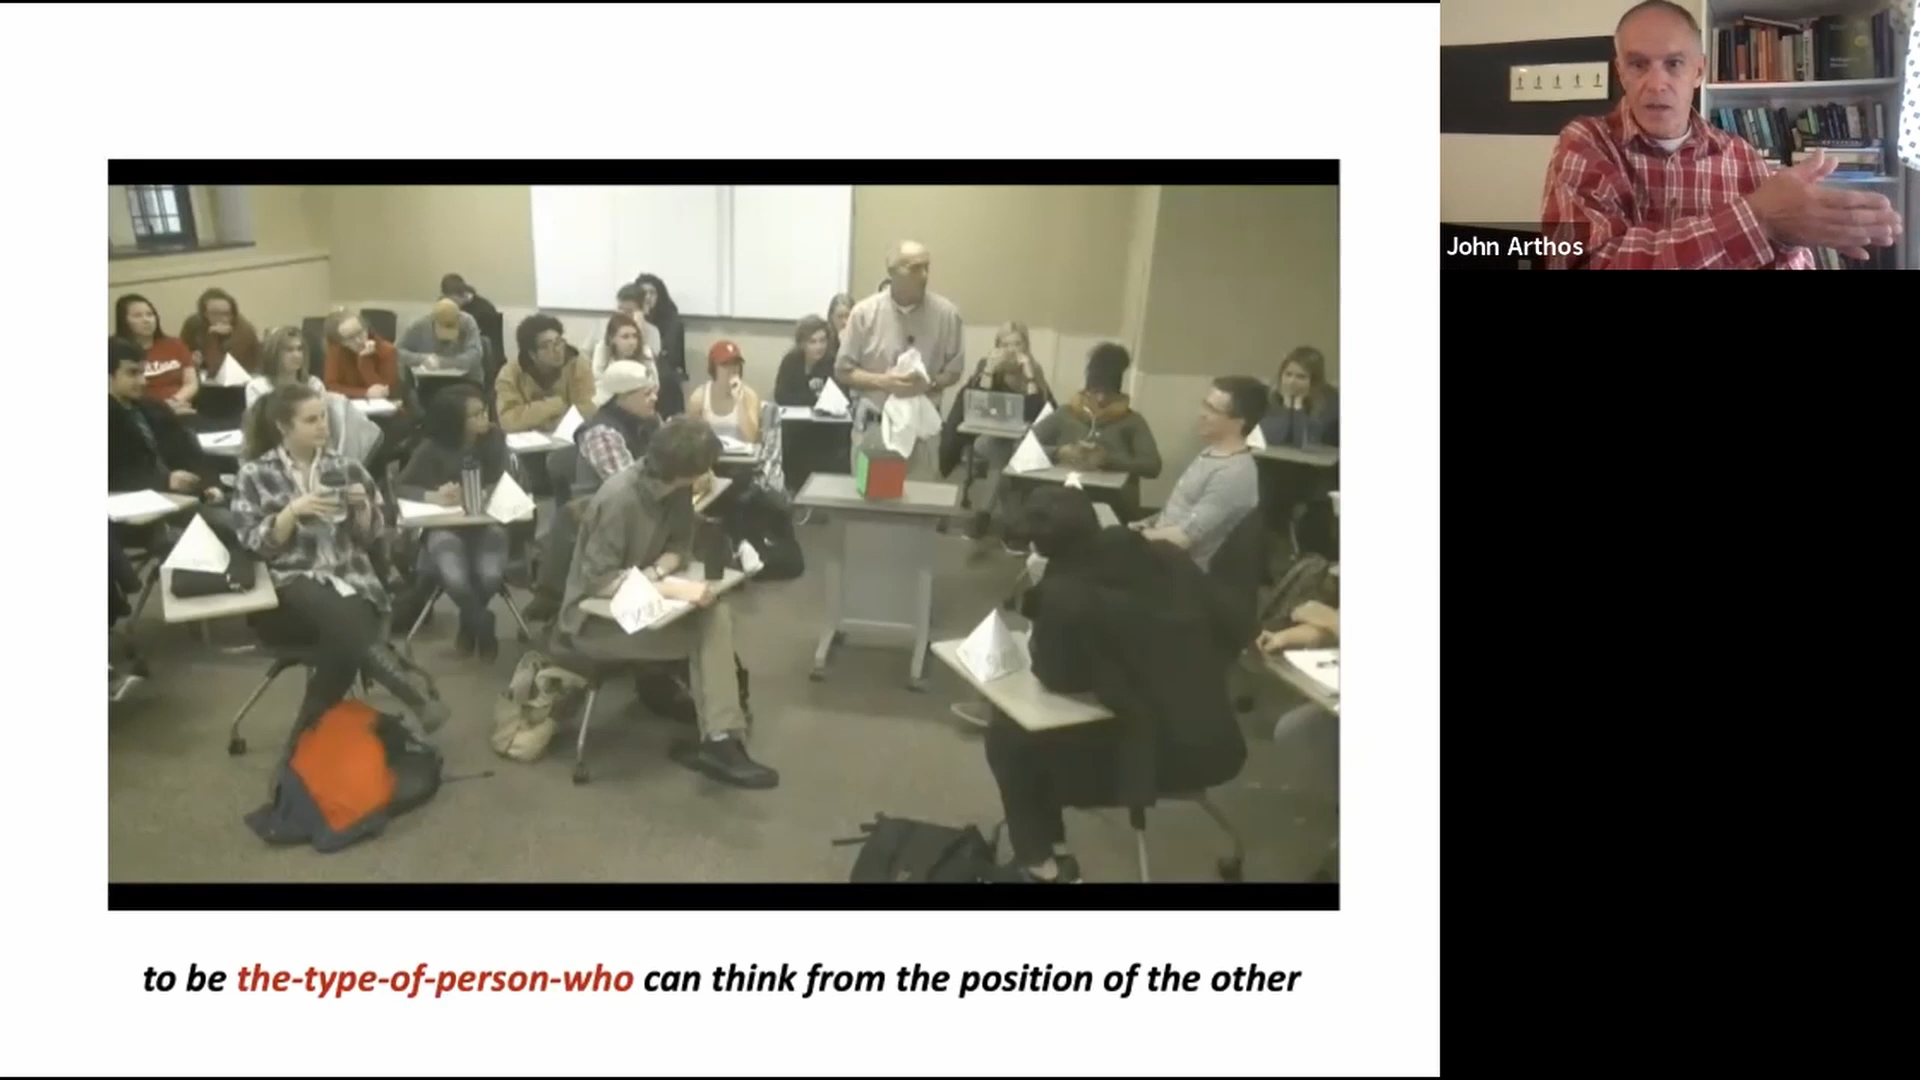 John Arthos
to be the-type-of-person-who can think from the position of the other